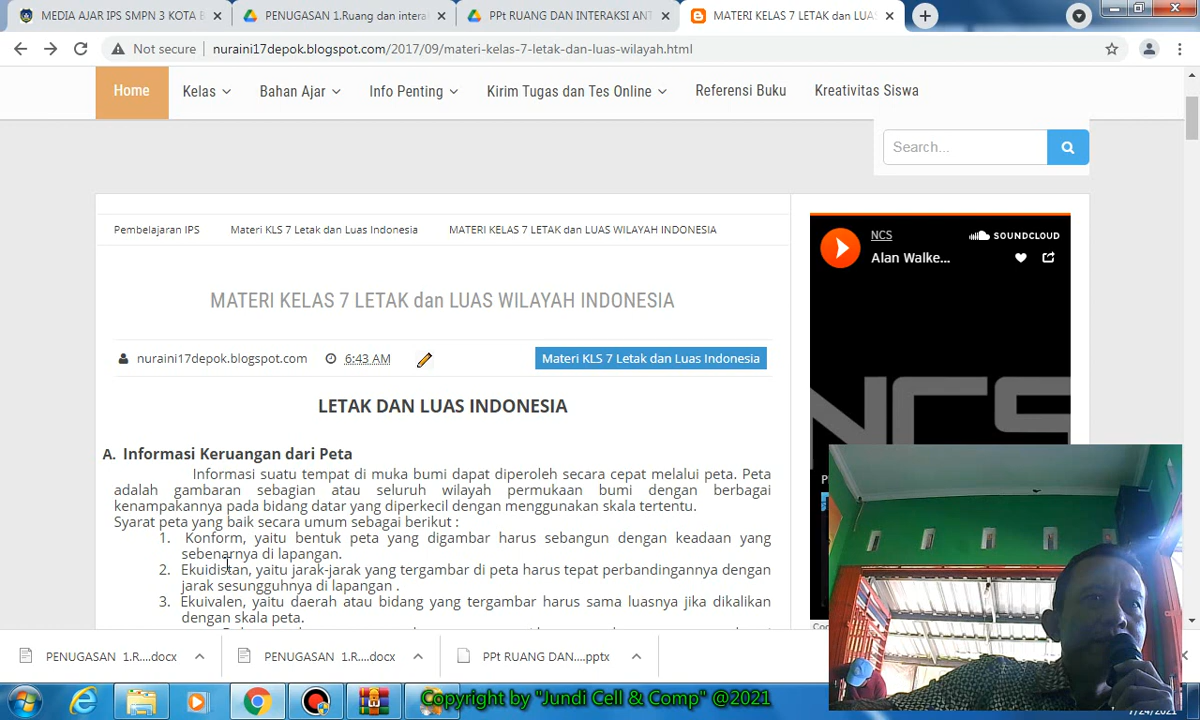 MEDIA AJAR IPS SMPN 3 KOTA B
PENUGASAN 1.Ruang dan intera
PPt RUANG DAN INTERAKSI ANT
MATERI KELAS 7 LETAK dan LUAS
Not secure
nuraini17depok.blogspot.com/2017/09/materi-kelas-7-letak-dan-luas-wilayah.html
Home
Kelas
Bahan Ajar
Info Penting
Kirim Tugas dan Tes Online
Referensi Buku
Kreativitas Siswa
Search...
Pembelajaran IPS
Materi KLS 7 Letak dan Luas Indonesia
MATERI KELAS 7 LETAK dan LUAS WILAYAH INDONESIA
MATERI KELAS 7 LETAK dan LUAS WILAYAH INDONESIA
nuraini17depok.blogspot.com
6:43 AM
Materi KLS 7 Letak dan Luas Indonesia
LETAK DAN LUAS INDONESIA
A. Informasi Keruangan dari Peta
Informasi suatu tempat di muka bumi dapat diperoleh secara cepat melalui peta. Peta
adalah gambaran sebagian atau seluruh wilayah permukaan bumi dengan berbagai
kenampakannya pada bidang datar yang diperkecil dengan menggunakan skala tertentu.
Syarat peta yang baik secara umum sebagai berikut :
1. Konform, yaitu bentuk peta yang digambar harus sebangun dengan keadaan yang
sebenarnya di lapangan.
2. Ekuidistan, yaitu jarak-jarak yang tergambar di peta harus tepat perbandingannya dengan
jarak sesungguhnya di lapangan .
3. Ekuivalen, yaitu daerah atau bidang yang tergambar harus sama luasnya jika dikalikan
dengan skala peta.
NCS
SOUNDCLOUD
Alan Walke...
NCS
PENUGASAN 1.R....docx
PENUGASAN 1.R....docx
PPt RUANG DAN....pptx
Copyright by "Jundi Cell & Comp" @2021
7/24/2021